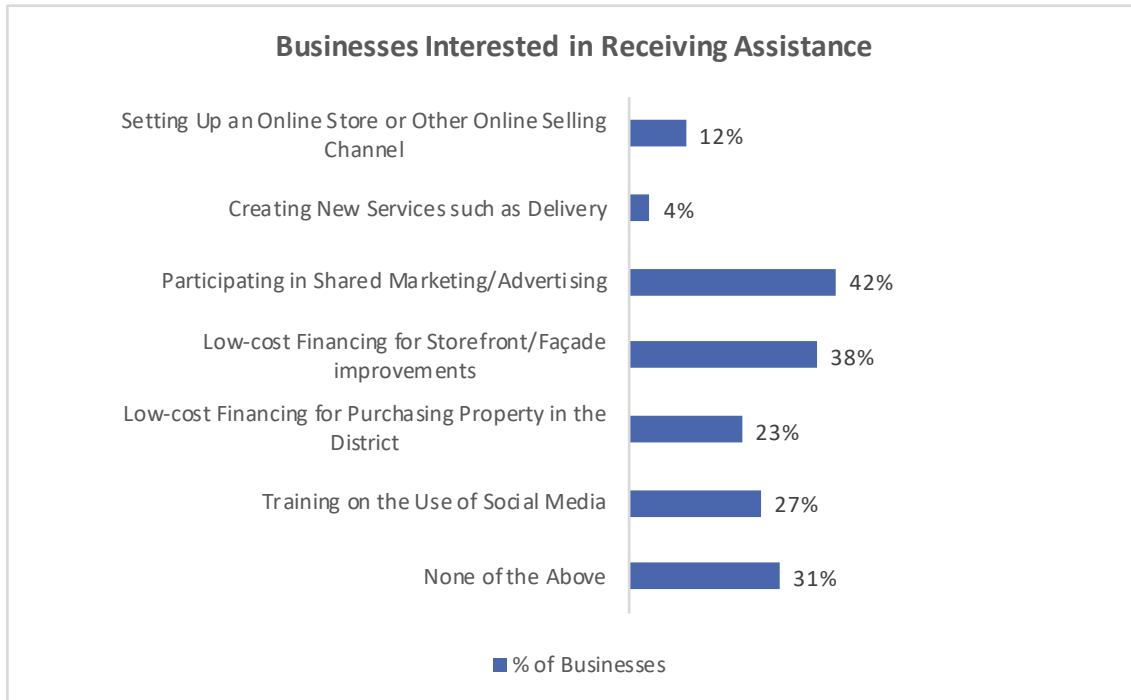 Businesses Interested in Receiving Assistance
Setting Up an Online Store or Other Online Selling
Channel
12%
Creating New Services such as Delivery
4%
Participating in Shared Marketing/Advertising
42%
Low-cost Financing for Storefront/Façade
improvements
38%
Low-cost Financing for Purchasing Property in the
District
23%
Training on the Use of Social Media
27%
None of the Above
31%
% of Businesses